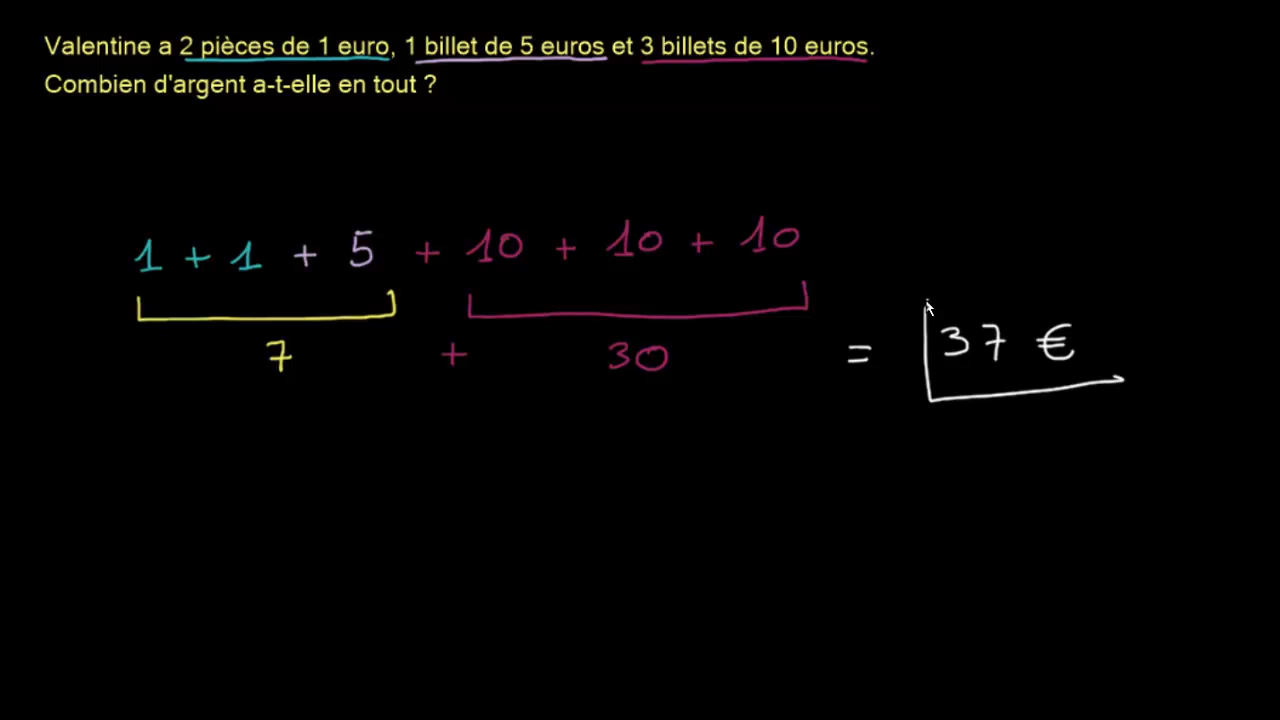 Valentine a 2 pièces de 1 euro, 1 billet de 5 euros et 3 billets de 10 euros.
Combien d'argent a-t-elle en tout ?
1 + 1 + 5 + 10 + 10 + 10
7 + 30 = 37 €